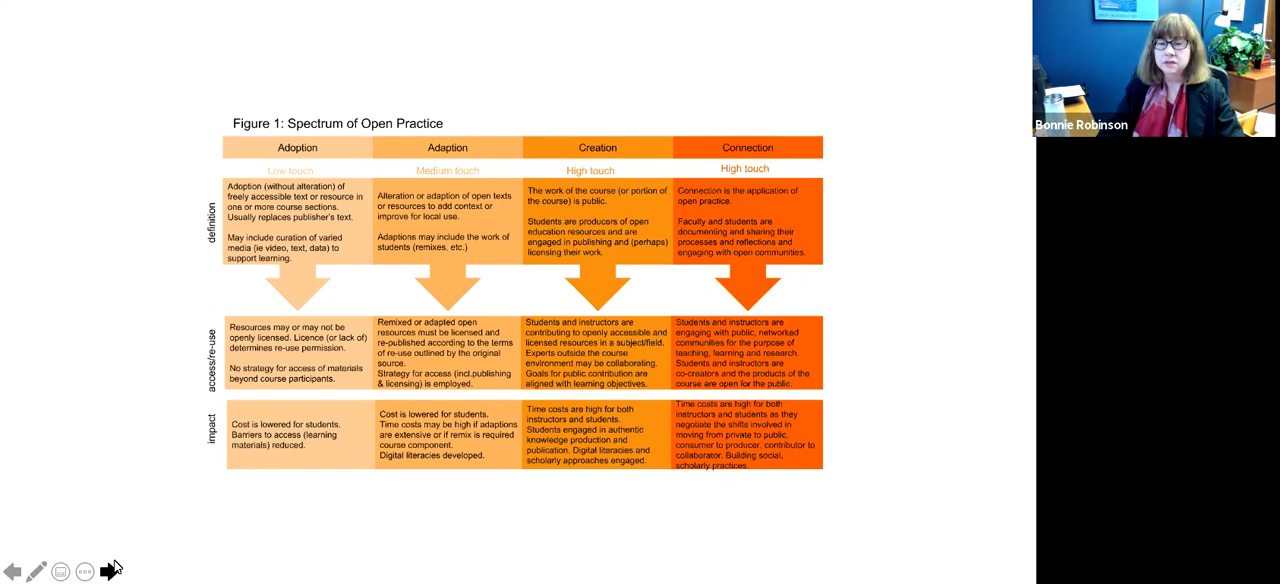 Figure 1: Spectrum of Open Practice
Adoption
Adaption
Creation
Connection
Low touch
Medium touch
High touch
High touch
definition
Adoption (without alteration) of
freely accessible text or resource in
one or more course sections.
Usually replaces publisher's text.
May include curation of varied
media (ie video, text, data) to
support learning.
Alteration or adaption of open texts
or resources to add context or
improve for local use.
Adaptions may include the work of
students (remixes, etc.)
The work of the course (or portion of
the course) is public.
Students are producers of open
education resources and are
engaged in publishing and (perhaps)
licensing their work.
Connection is the application of
open practice.
Faculty and students are
documenting and sharing their
processes and reflections and
engaging with open communities.
access/re-use
Resources may or may not be
openly licensed. Licence (or lack of)
determines re-use permission.
No strategy for access of materials
beyond course participants.
Remixed or adapted open
resources must be licensed and
re-published according to the terms
of re-use outlined by the original
source.
Strategy for access (incl.publishing
& licensing) is employed.
Students and instructors are
contributing to openly accessible and
licensed resources in a subject/field.
Experts outside the course
environment may be collaborating.
Goals for public contribution are
aligned with learning objectives.
Students and instructors are
engaging with public, networked
communities for the purpose of
teaching, learning and research.
Students and instructors are
co-creators and the products of the
course are open for the public.
impact
Cost is lowered for students.
Barriers to access (learning
materials) reduced.
Cost is lowered for students.
Time costs may be high if adaptions
are extensive or if remix is required
course component.
Digital literacies developed.
Time costs are high for both
instructors and students.
Students engaged in authentic
knowledge production and
publication. Digital literacies and
scholarly approaches engaged.
Time costs are high for both
instructors and students as they
negotiate the shifts involved in
moving from private to public,
consumer to producer, contributor to
collaborator. Building social,
scholarly practices.
Bonnie Robinson